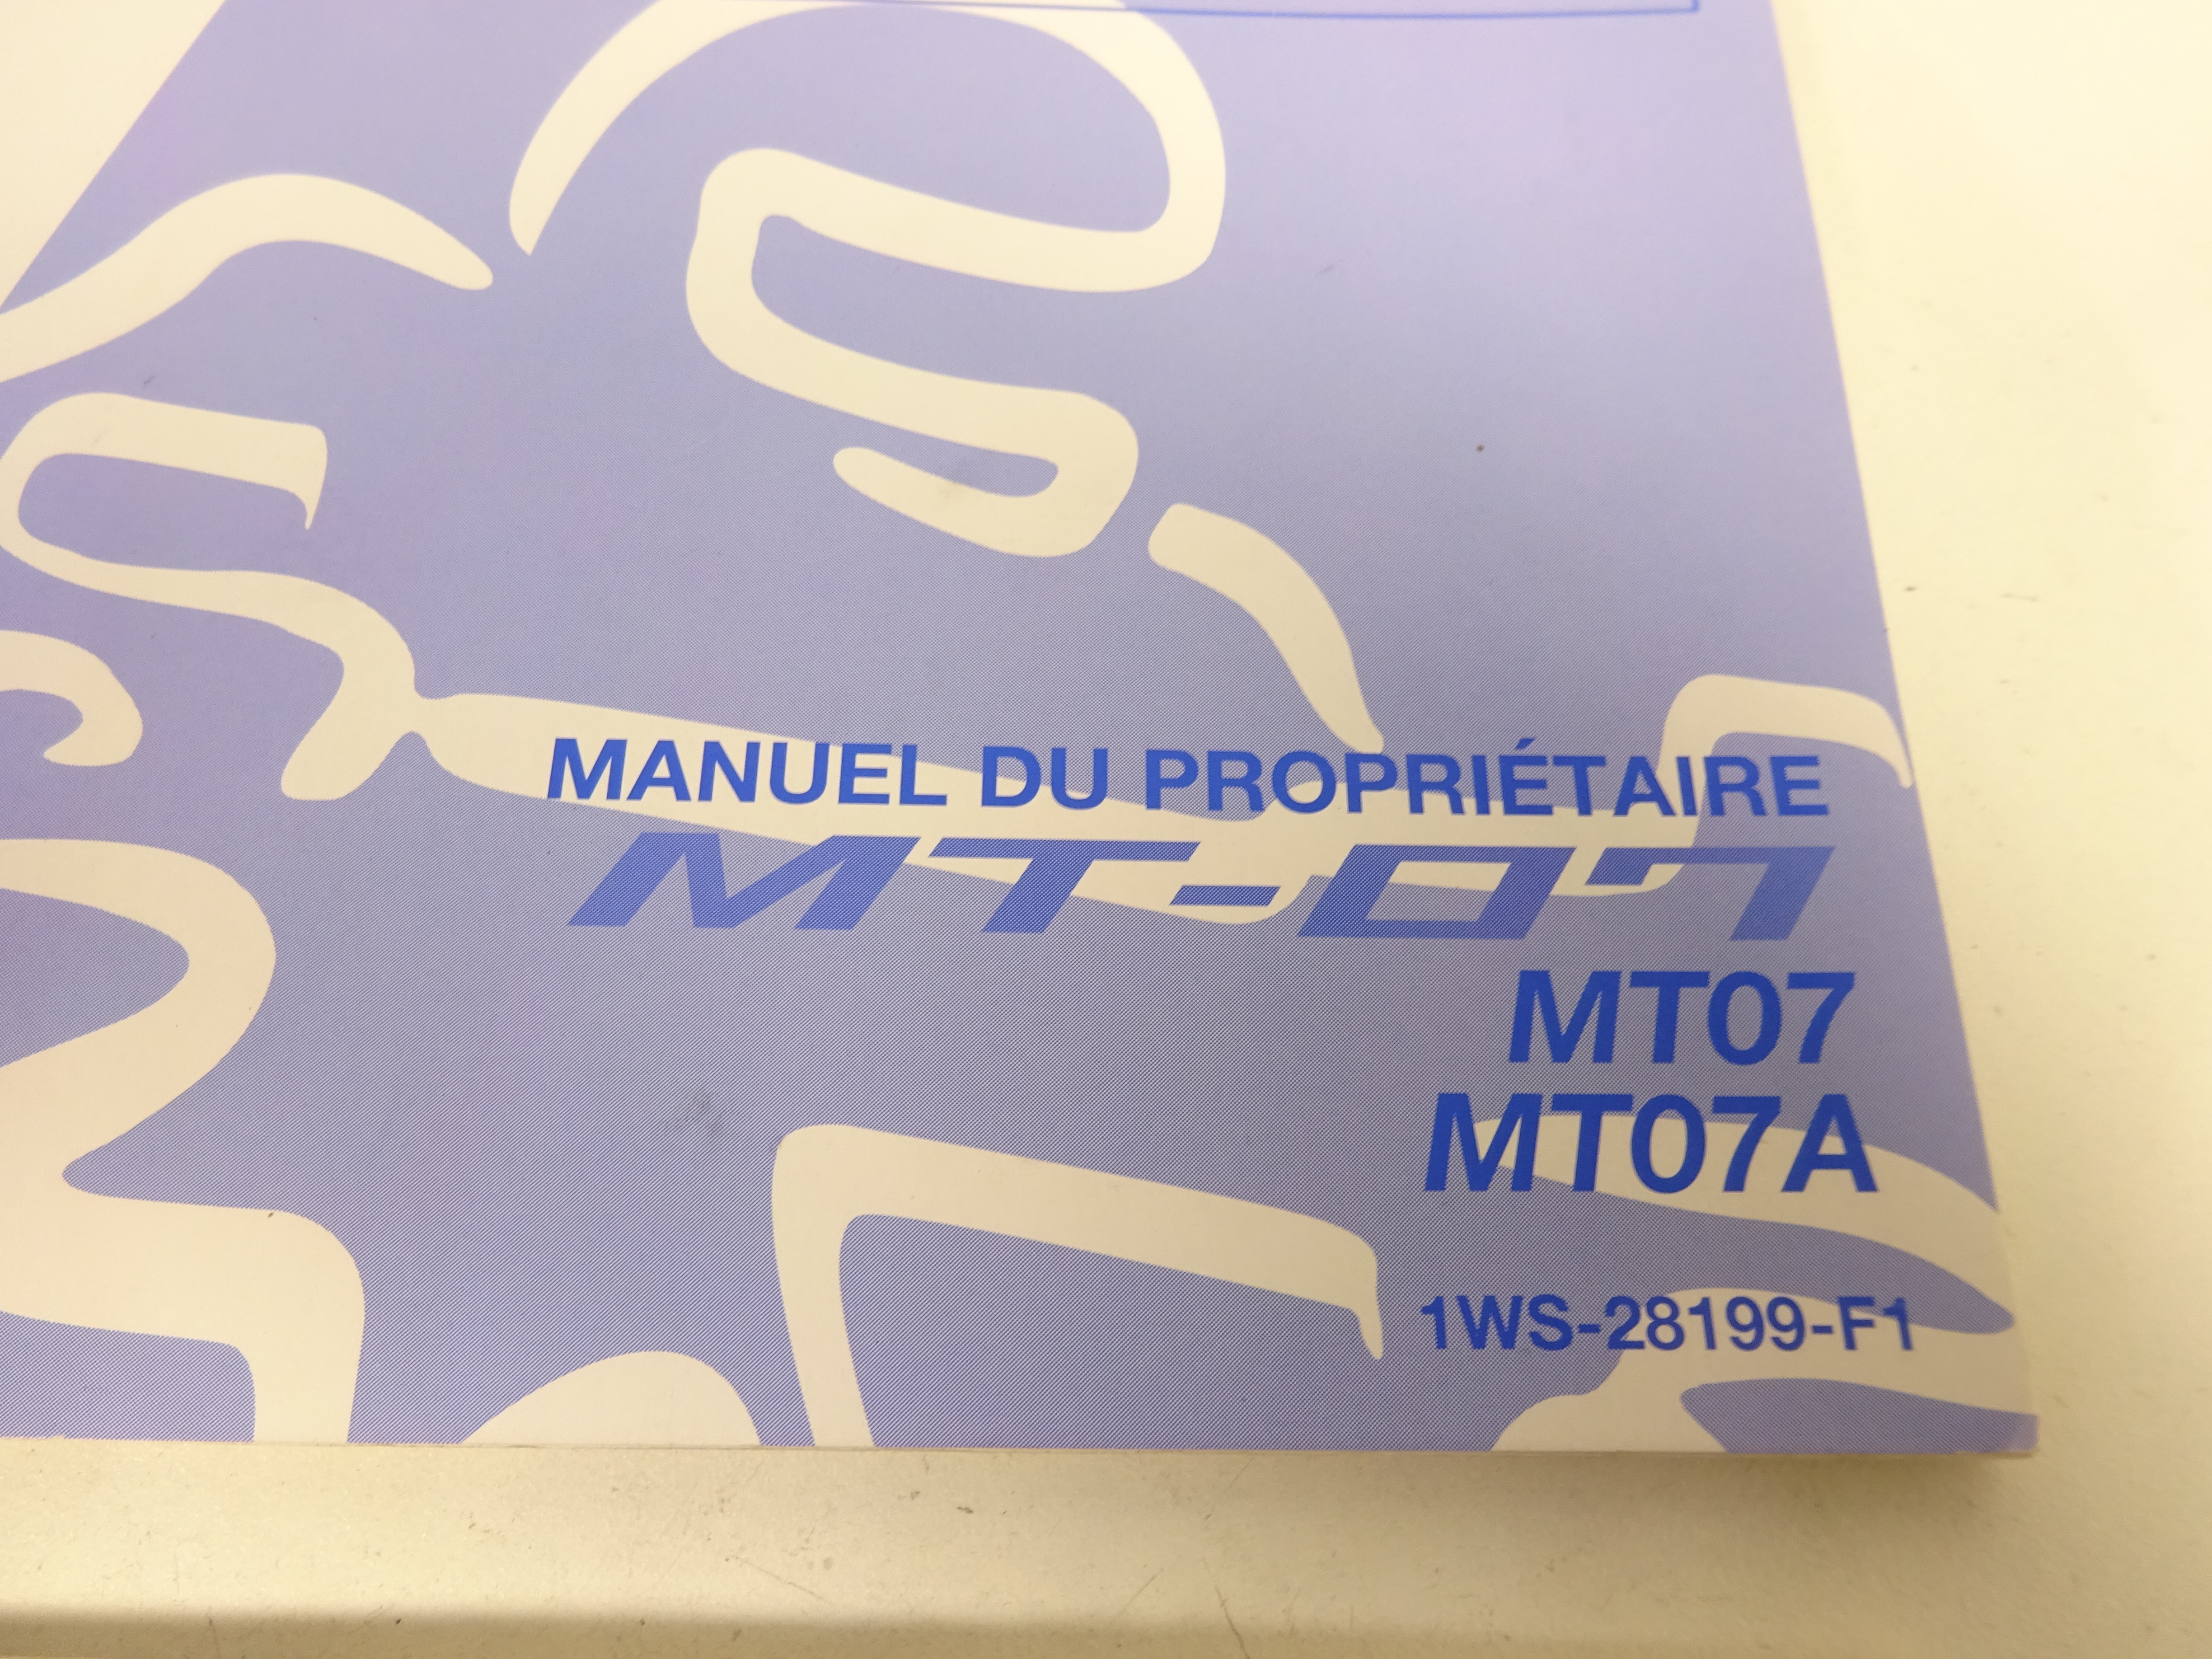 MANUEL DU PROPRIÉTAIRE
MT-07
MT07
MT07A
1WS-28199-F1